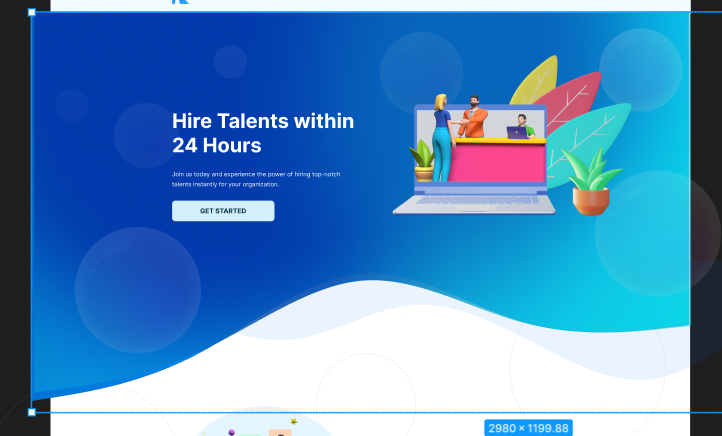 Hire Talents within
24 Hours
Join us today and experience the power of hiring top-notch
talents instantly for your organization.
GET STARTED
2980 × 1199.88